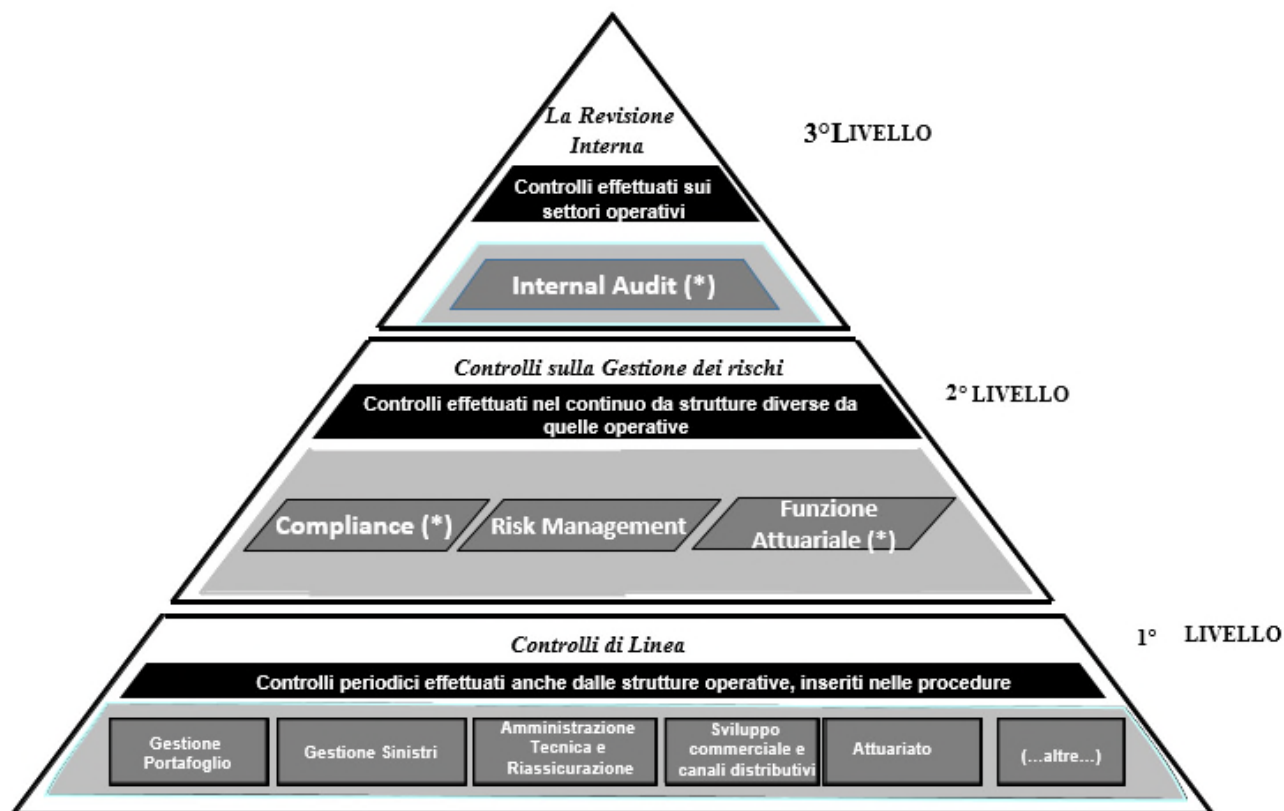 La Revisione
Interna
3°LIVELLO
Controlli effettuati sui
settori operativi
Internal Audit (*)
Controlli sulla Gestione dei rischi
2° LIVELLO
Controlli effettuati nel continuo da strutture diverse da
quelle operative
Compliance (*)
Risk Management
Funzione
Attuariale (*)
1° LIVELLO
Controlli di Linea
Controlli periodici effettuati anche dalle strutture operative, inseriti nelle procedure
Gestione
Portafoglio
Gestione Sinistri
Amministrazione
Tecnica e
Riassicurazione
Sviluppo
commerciale e
canali distributivi
Attuariato
(...altre...)